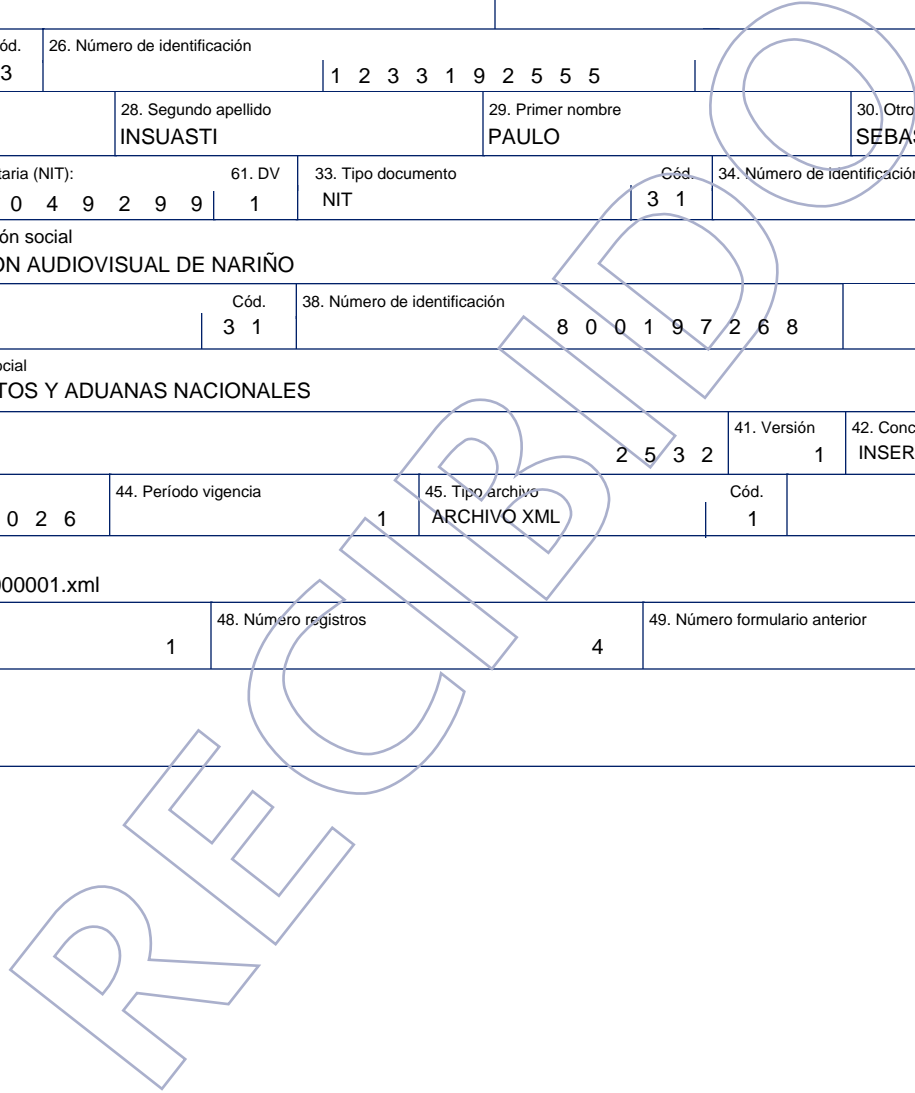 ód. 26. Número de identificación
3 1 2 3 3 1 9 2 5 5 5
28. Segundo apellido 29. Primer nombre 30. Otro
INSUASTI PAULO SEBAS
taria (NIT): 61. DV 33. Tipo documento Cód. 34. Número de identificación
0 4 9 2 9 9 1 NIT 3 1
ón social
ON AUDIOVISUAL DE NARIÑO
Cód. 38. Número de identificación
3 1 8 0 0 1 9 7 2 6 8
ocial
TOS Y ADUANAS NACIONALES
41. Versión 42. Conc
2 5 3 2 1 INSER
44. Período vigencia 45. Tipo archivo Cód.
0 2 6 1 ARCHIVO XML 1
000001.xml
48. Número registros 49. Número formulario anterior
1 4
RECIBIDO